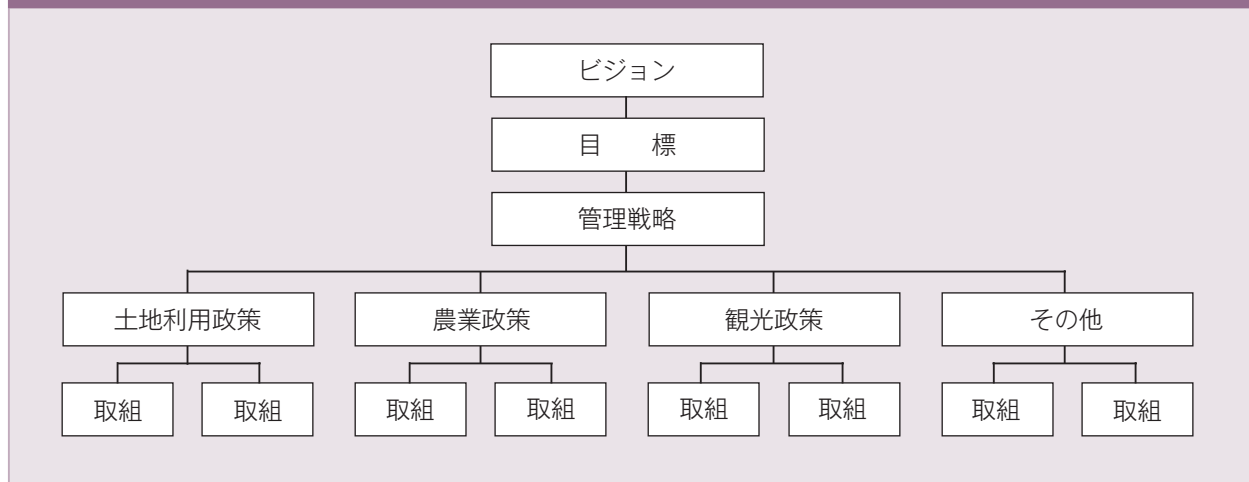 ビジョン
目　　標
管理戦略
土地利用政策 農業政策 観光政策 その他
取組 取組 取組 取組 取組 取組 取組 取組